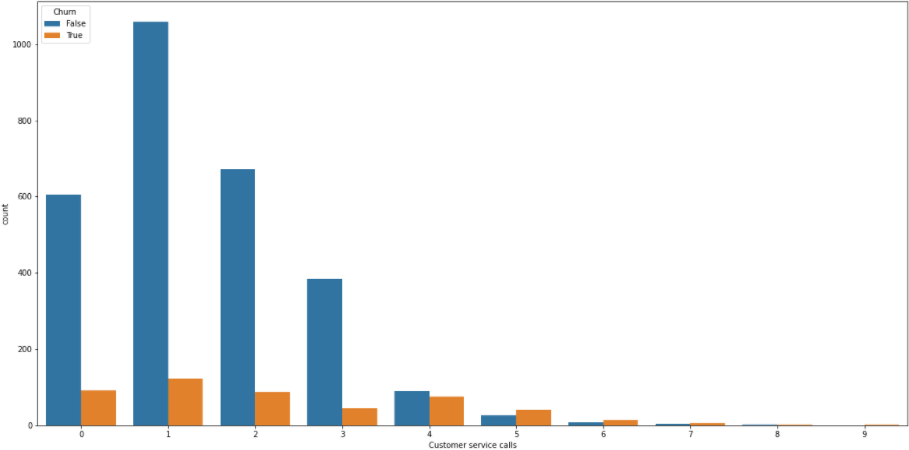 Churn
False
True
1000
800
600
400
200
0
count
0 1 2 3 4 5 6 7 8 9
Customer service calls